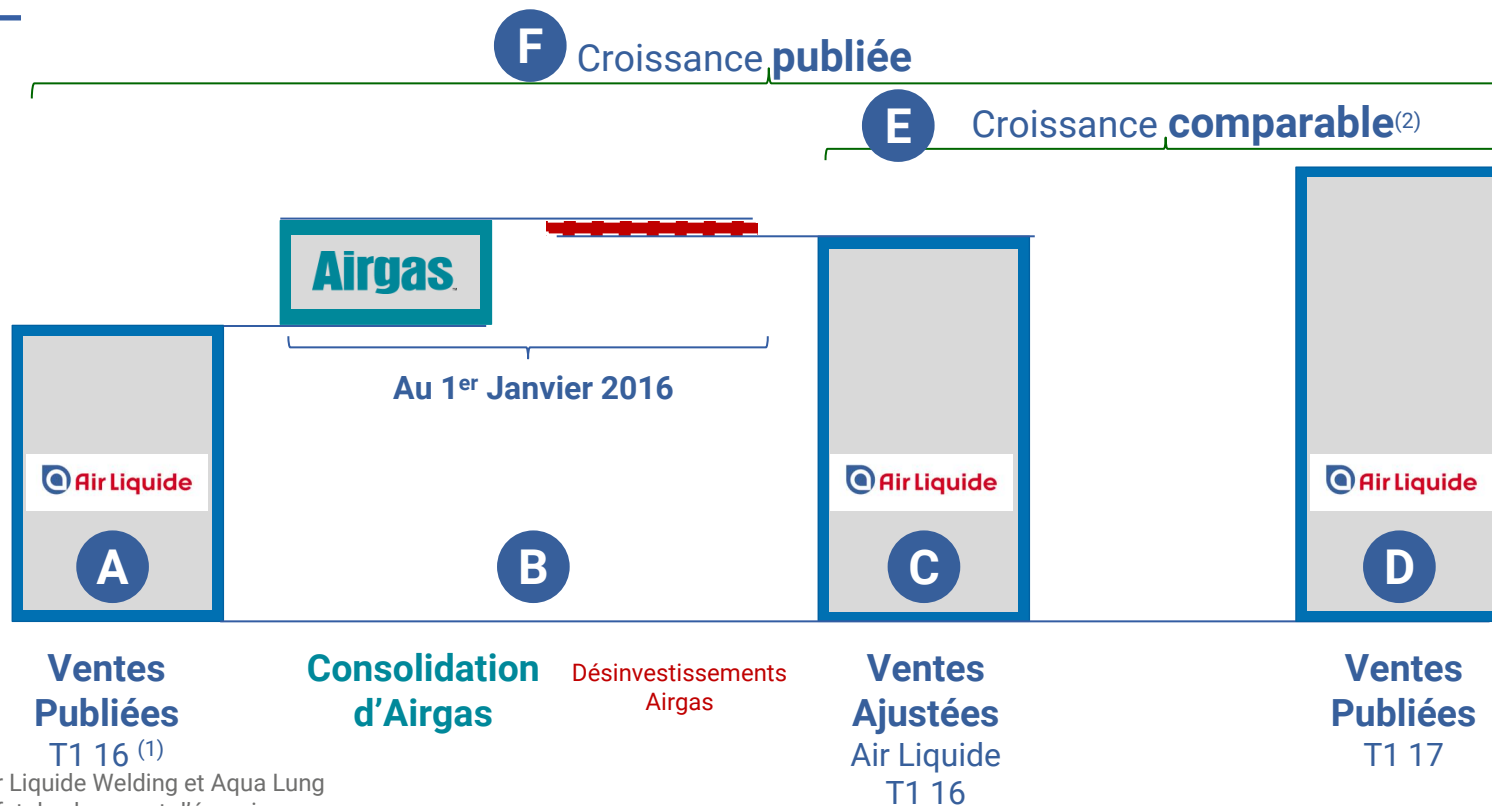 F Croissance publiée
E Croissance comparable(2)
Airgas
Au 1er Janvier 2016
Air Liquide
Air Liquide
Air Liquide
A
B
C
D
Ventes
Publiées
T1 16 (1)
Consolidation
d'Airgas
Désinvestissements
Airgas
Ventes
Ajustées
Air Liquide
T1 16
Ventes
Publiées
T1 17
Liquide Welding et Aqua Lung